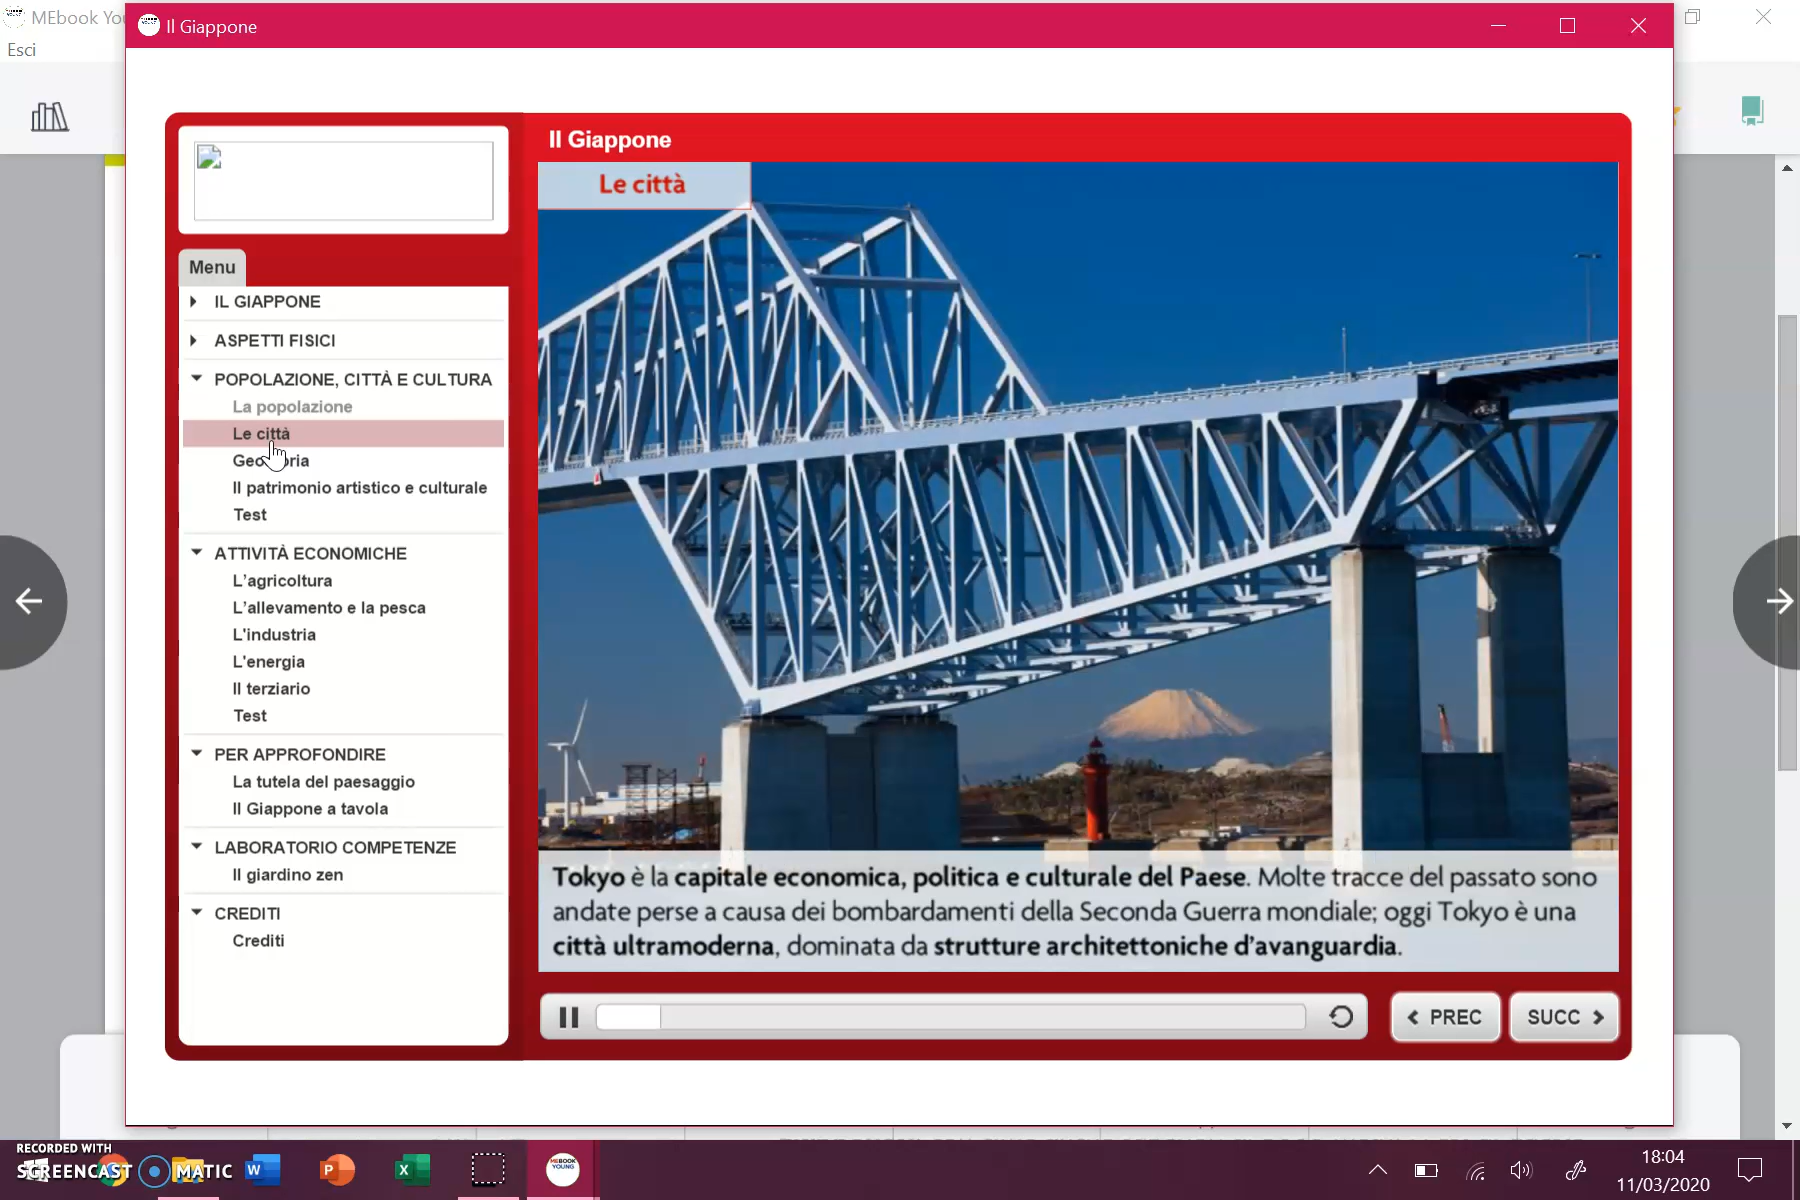 MEbook You
Esci
Il Giappone
Il Giappone
Le città
Menu
IL GIAPPONE
ASPETTI FISICI
POPOLAZIONE, CITTÀ E CULTURA
La popolazione
Le città
Il patrimonio artistico e culturale
Test
ATTIVITÀ ECONOMICHE
L'agricoltura
L'allevamento e la pesca
L'industria
L'energia
Il terziario
Test
PER APPROFONDIRE
La tutela del paesaggio
Il Giappone a tavola
LABORATORIO COMPETENZE
Il giardino zen
CREDITI
Crediti
Tokyo è la capitale economica, politica e culturale del Paese. Molte tracce del passato sono
andate perse a causa dei bombardamenti della Seconda Guerra mondiale; oggi Tokyo è una
città ultramoderna, dominata da strutture architettoniche d'avanguardia.
PREC
SUCC
RECORDED WITH
SCREENCAST MATIC
W
P
X
MEBOOK
YOUNG
18:04
11/03/2020